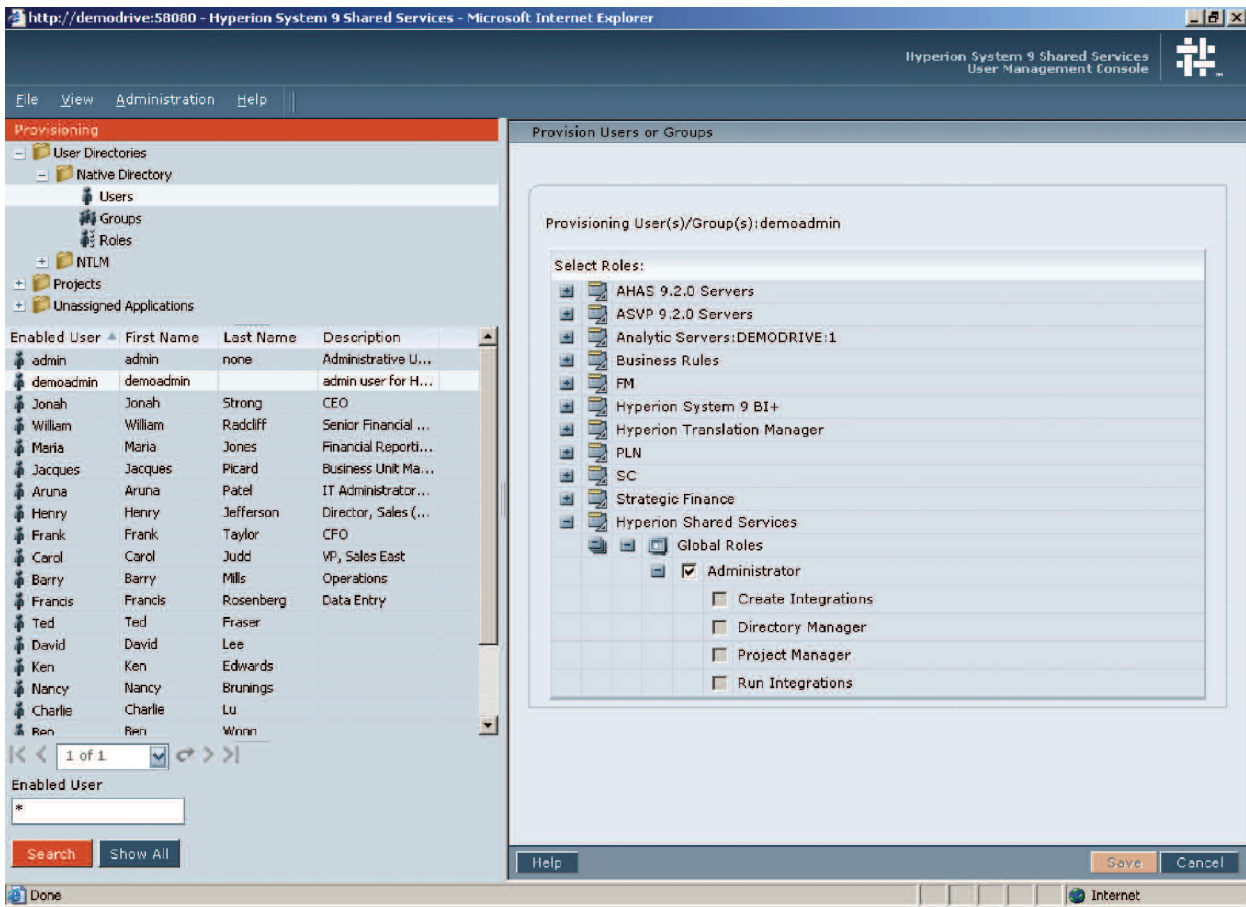 http://demodrive:58080 - Hyperion System 9 Shared Services - Microsoft Internet Explorer
Hyperion System 9 Shared Services
User Management Console
File View Administration Help
Provisioning
User Directories
Native Directory
Users
Groups
Roles
NTLM
Projects
Unassigned Applications
Enabled User First Name Last Name Description
admin admin none Administrative U...
demoadmin demoadmin admin user for H...
Jonah Jonah Strong CEO
William William Radcliff Senior Financial ...
Maria Maria Jones Financial Reporti...
Jacques Jacques Picard Business Unit Ma...
Aruna Aruna Patel IT Administrator...
Henry Henry Jefferson Director, Sales (...
Frank Frank Taylor CFO
Carol Carol Judd VP, Sales East
Barry Barry Mills Operations
Francis Francis Rosenberg Data Entry
Ted Ted Fraser
David David Lee
Ken Ken Edwards
Nancy Nancy Brunings
Charlie Charlie Lu
Ben Ben
1 of 1
Enabled User
*
Search Show All
Provision Users or Groups
Provisioning User(s)/Group(s):demoadmin
Select Roles:
AHAS 9.2.0 Servers
ASVP 9.2.0 Servers
Analytic Servers:DEMODRIVE:1
Business Rules
FM
Hyperion System 9 BI+
Hyperion Translation Manager
PLN
SC
Strategic Finance
Hyperion Shared Services
Global Roles
Administrator
Create Integrations
Directory Manager
Project Manager
Run Integrations
Help Save Cancel
Done Internet